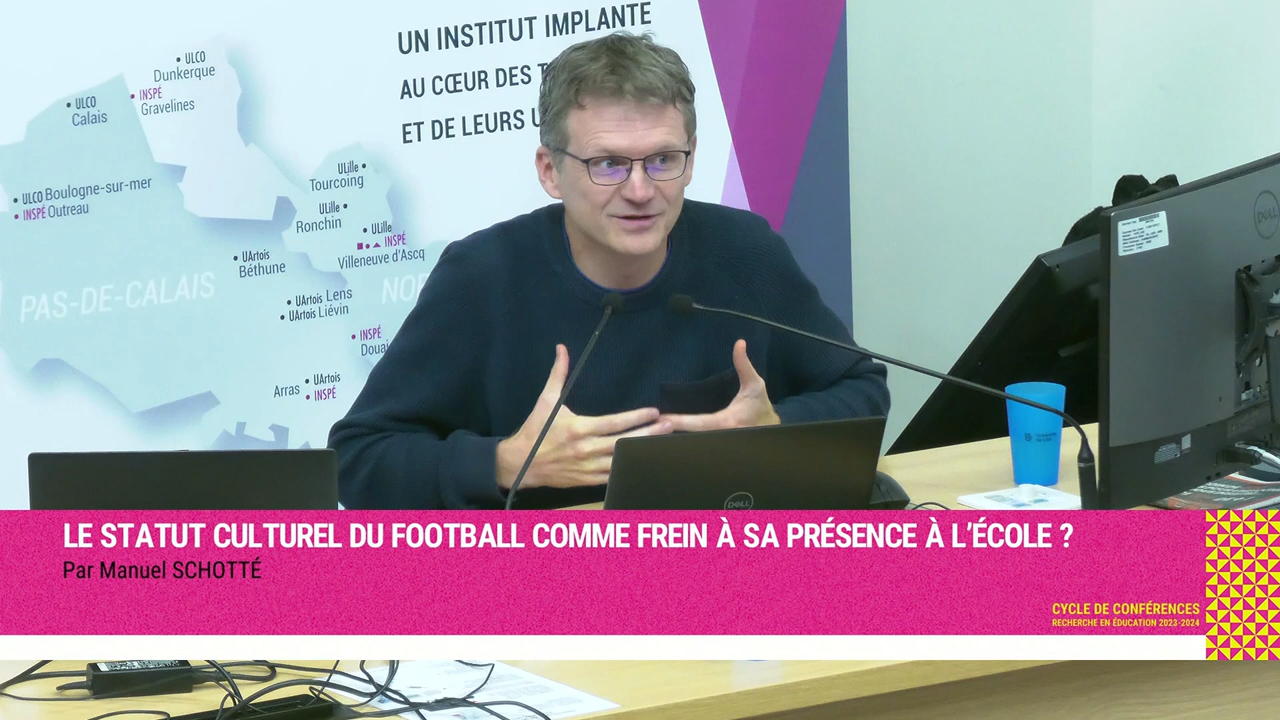 UN INSTITUT IMPLANTE
AU CŒUR DES
ET DE LEURS
ULCO
Dunkerque
INSPÉ
Gravelines
ULCO
Calais
ULille
Tourcoing
ULCO Boulogne-sur-mer
INSPÉ Outreau
ULille
Ronchin
ULille
INSPÉ
Villeneuve d'Ascq
UArtois
Béthune
PAS-DE-CALAIS
UArtois Lens
UArtois Liévin
INSPÉ
Douai
Arras
UArtois
INSPÉ
DELL
DELL
LE STATUT CULTUREL DU FOOTBALL COMME FREIN À SA PRÉSENCE À L'ÉCOLE ?
Par Manuel SCHOTTÉ
CYCLE DE CONFÉRENCES
RECHERCHE EN ÉDUCATION 2023-2024